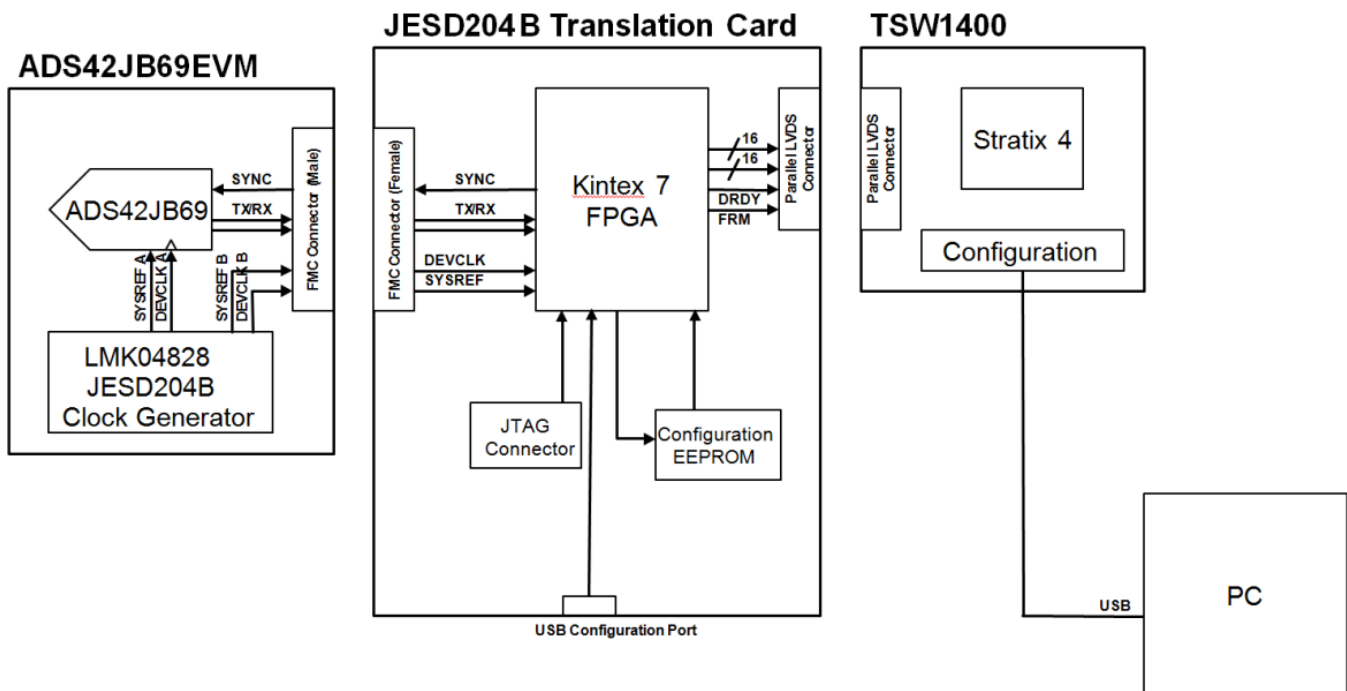 JESD204B Translation Card
TSW1400
ADS42JB69EVM
ADS42JB69
SYNC
TX/RX
SYSREF A
DEVCLK A
SYSREF B
DEVCLK B
FMC Connector (Male)
LMK04828
JESD204B
Clock Generator
FMC Connector (Female)
SYNC
TX/RX
DEVCLK
SYSREF
Kintex 7
FPGA
16
16
DRDY
FRM
Parallel LVDS
Connector
JTAG
Connector
Configuration
EEPROM
USB Configuration Port
Parallel LVDS
Connector
Stratix 4
Configuration
USB
PC